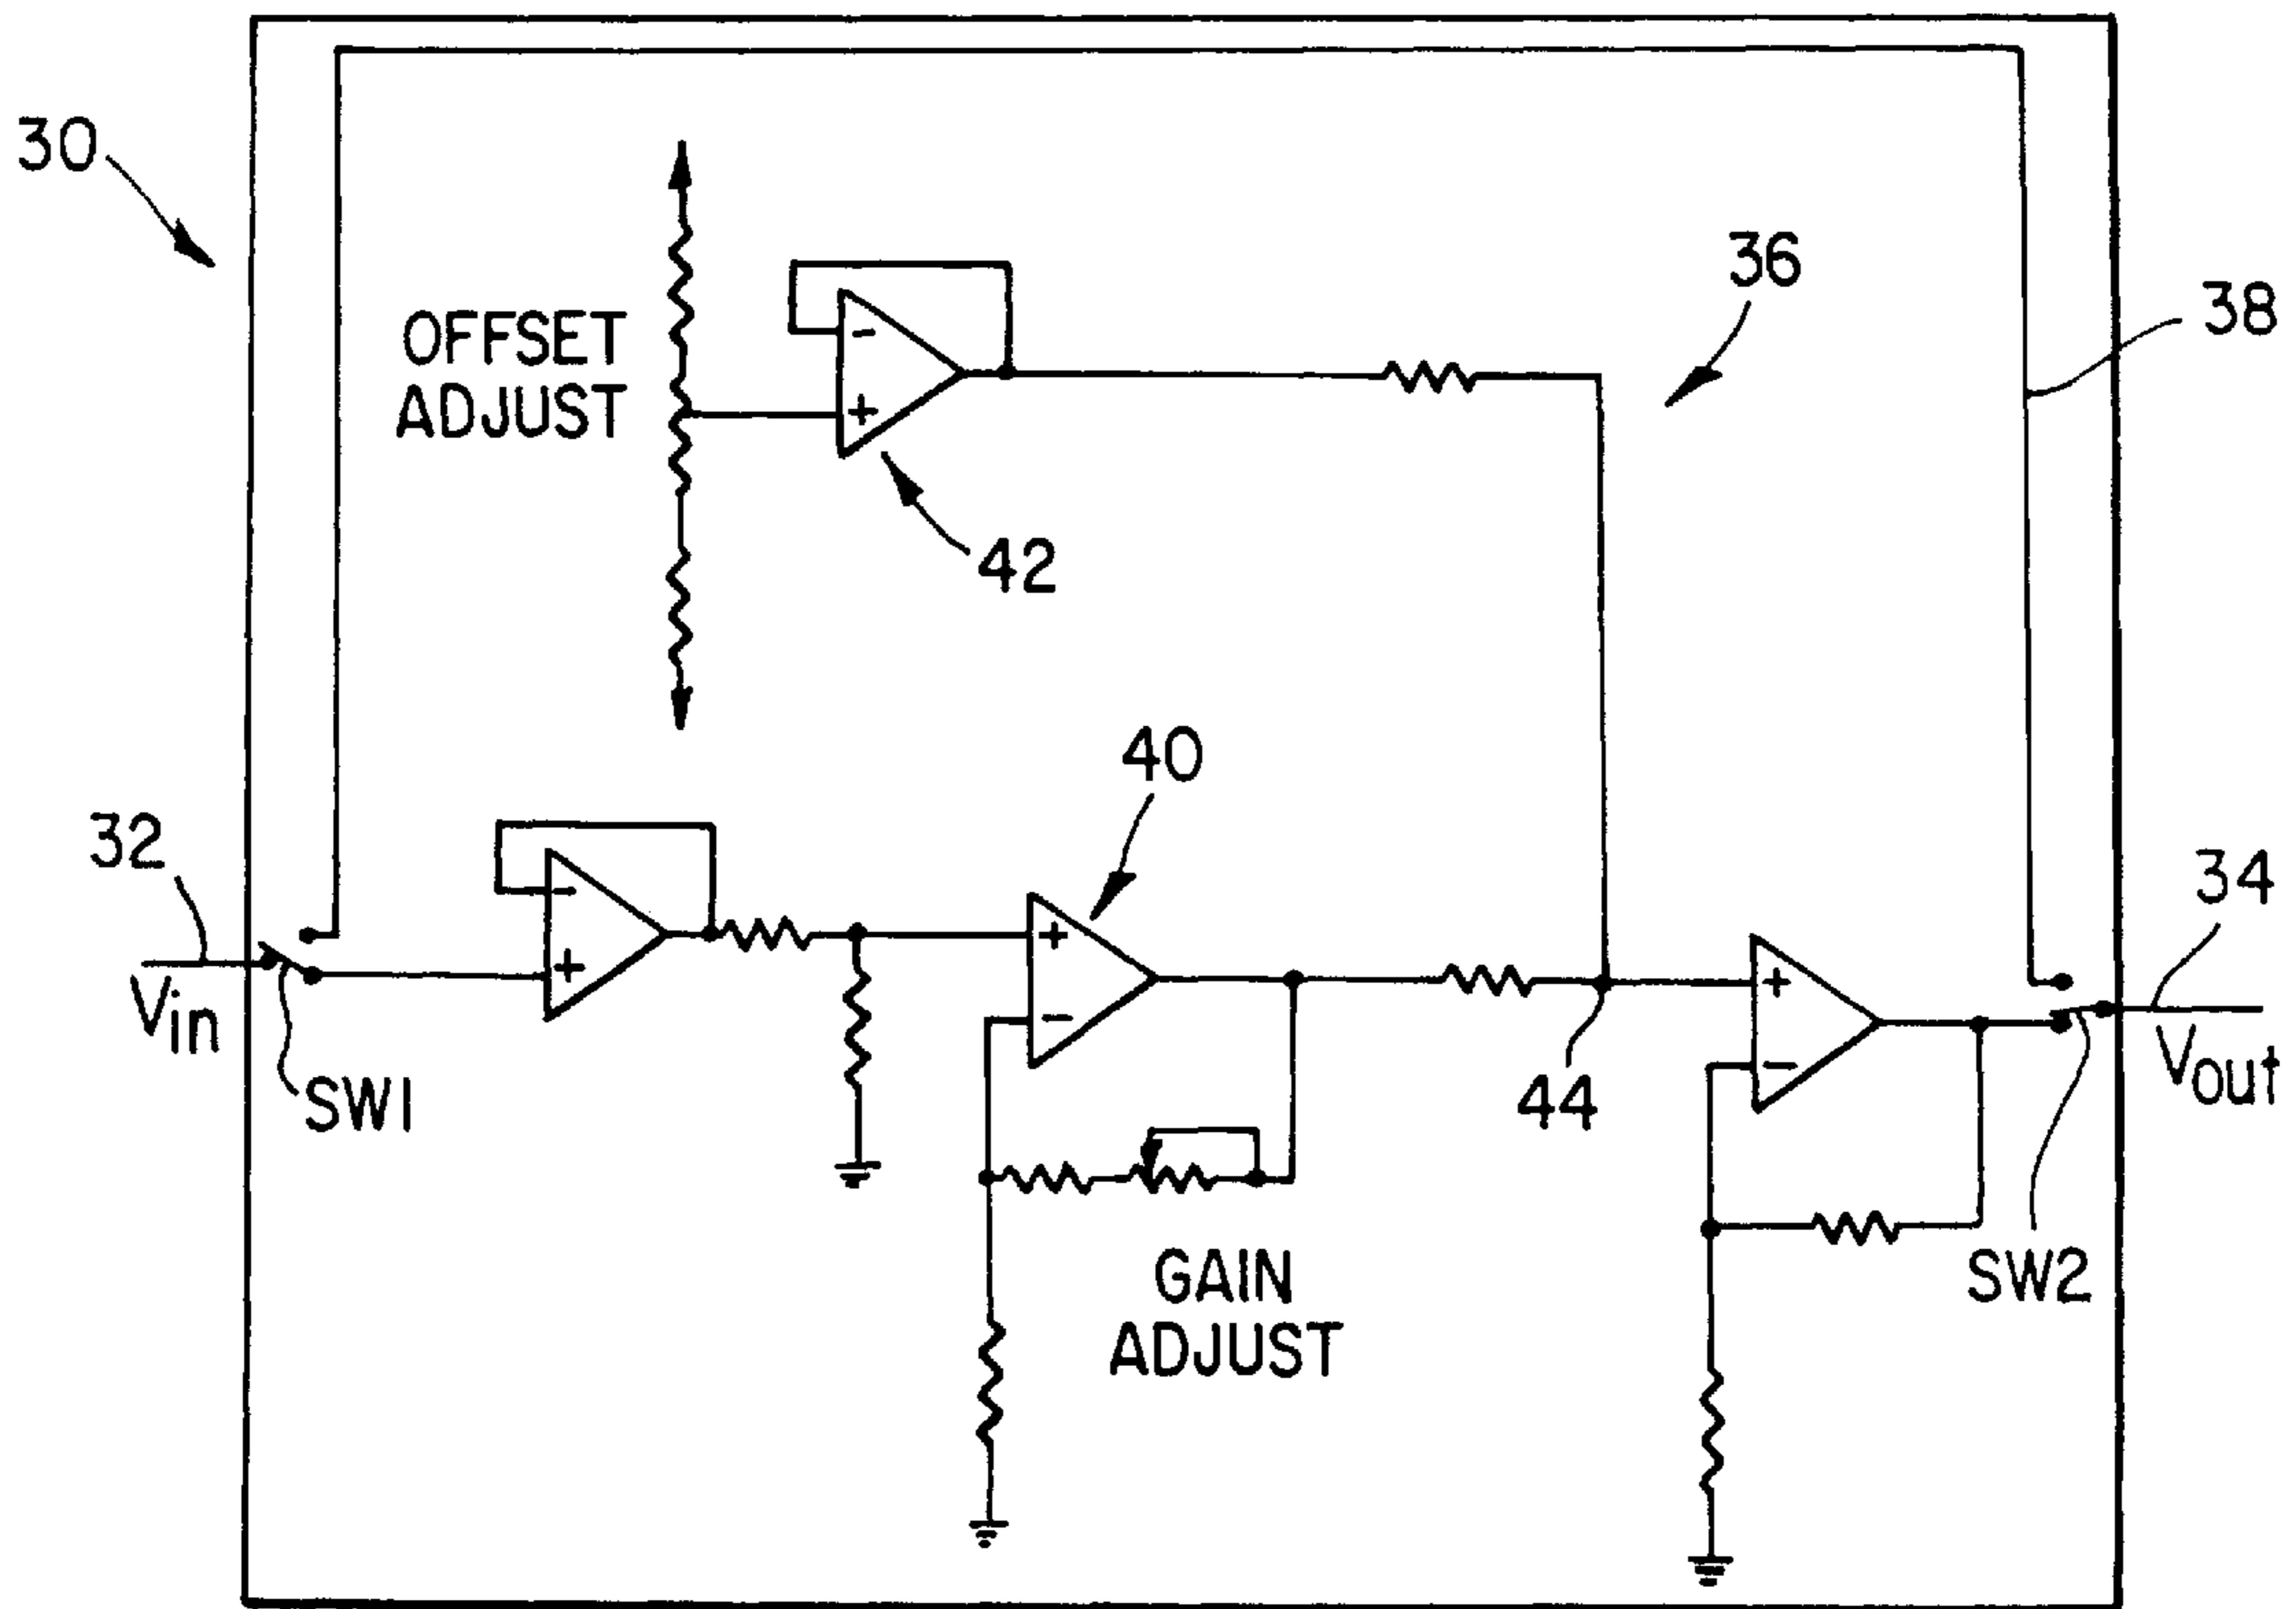 30
36
38
OFFSET
ADJUST
-
+
42
40
32
34
-
+
+
-
+
-
Vin
SW1
44
Vout
GAIN
ADJUST
SW2